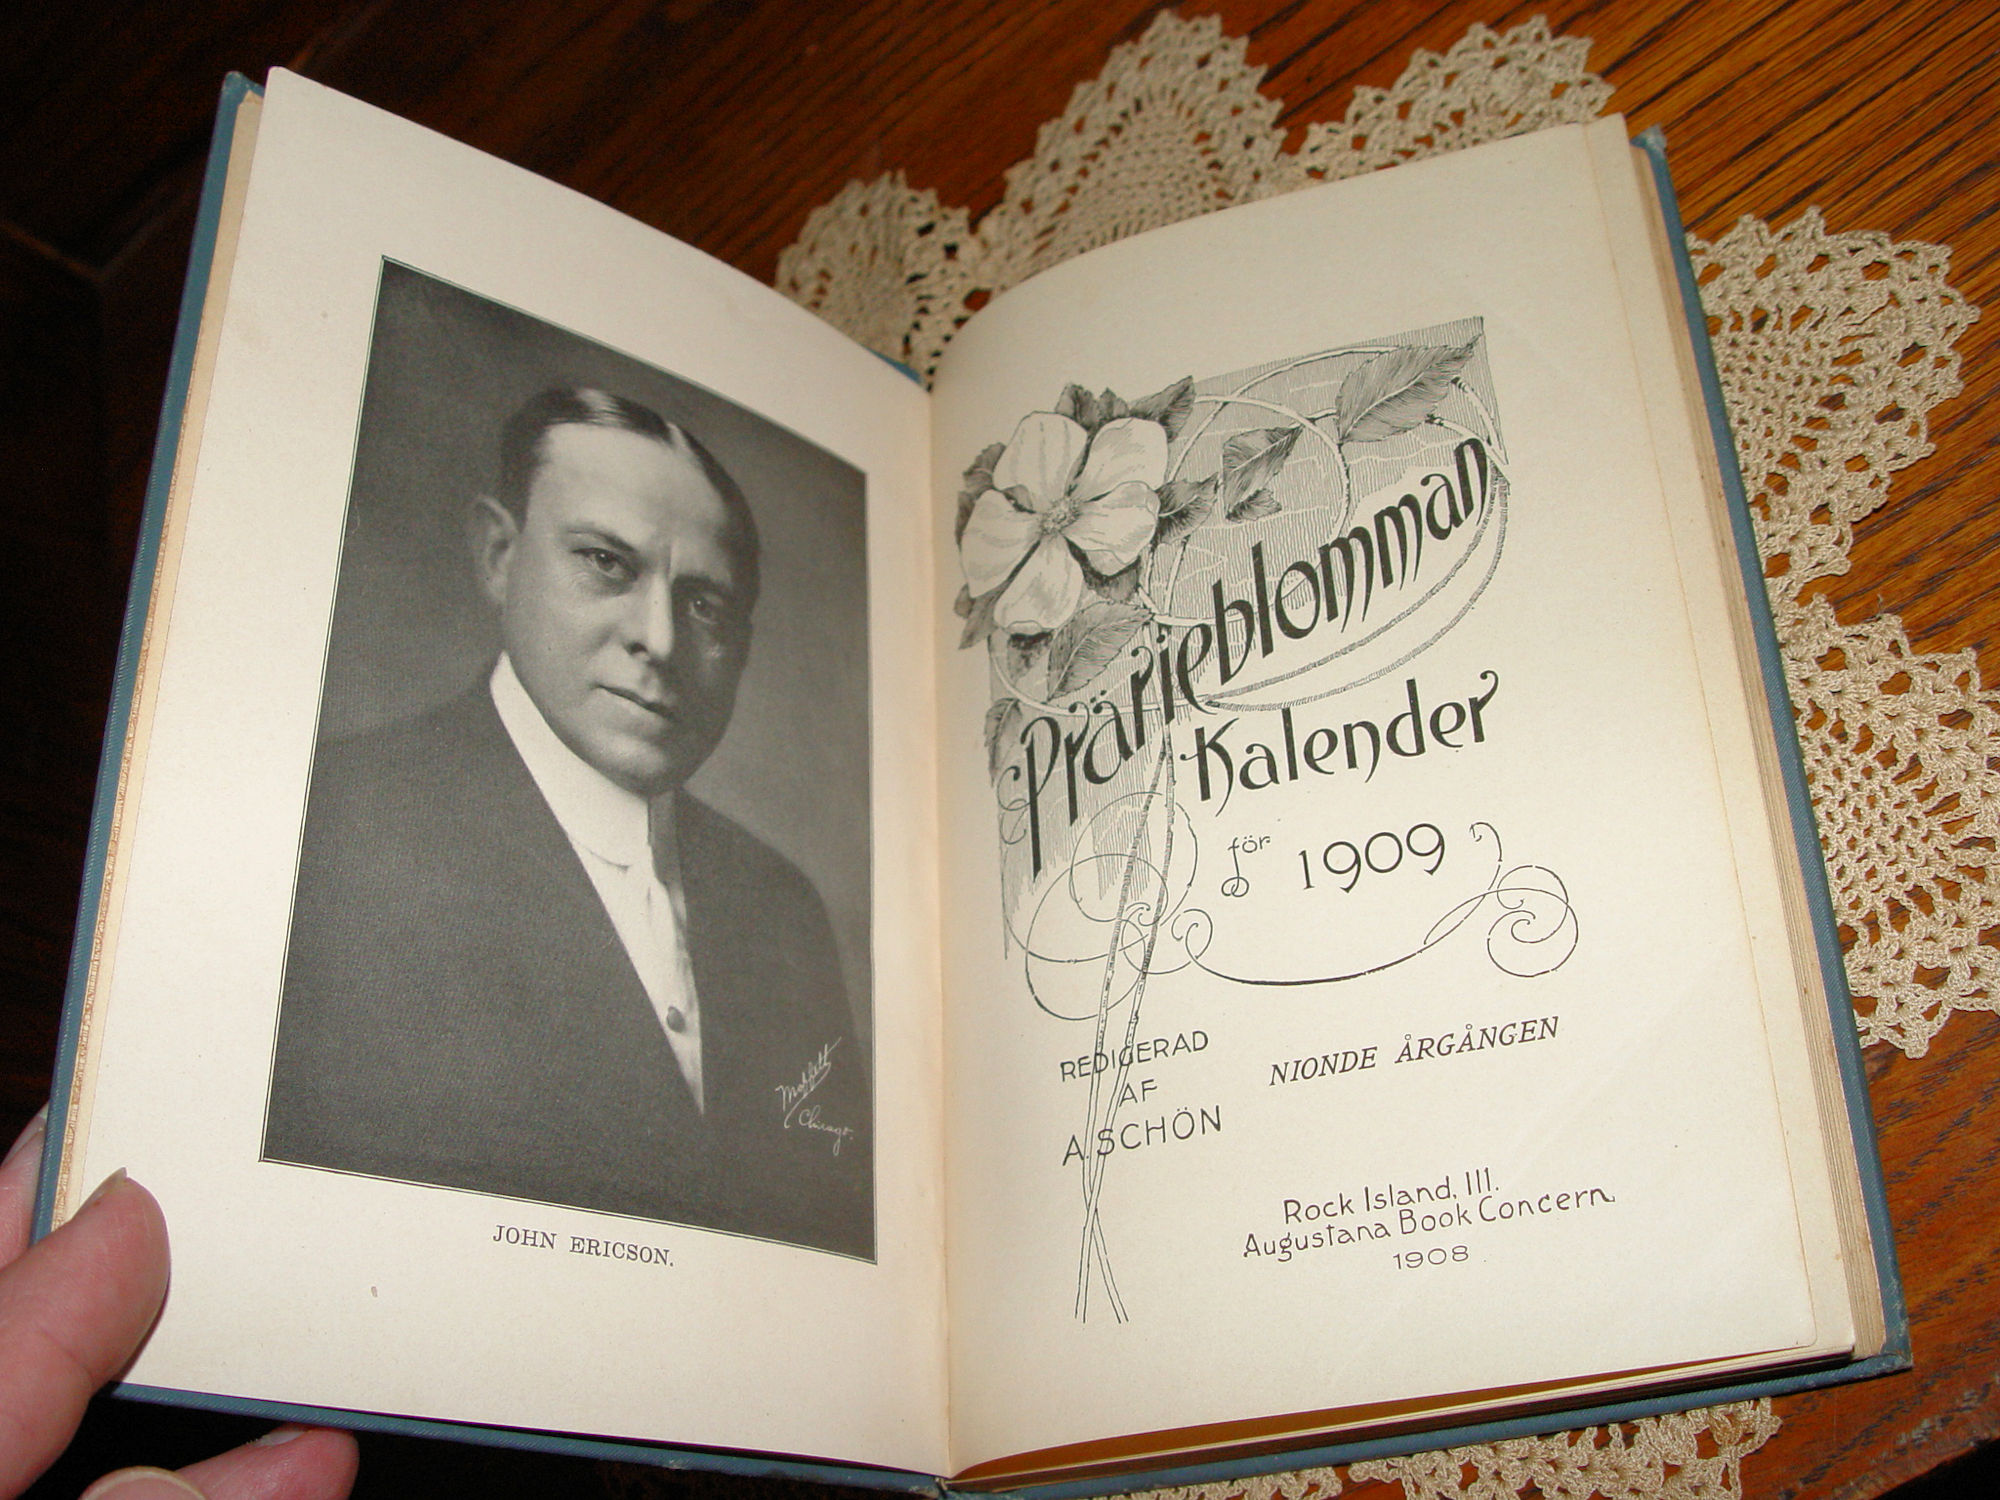 Moffett
Chicago.
JOHN ERICSON.
Prärieblomman
Kalender
för 1909
REDIGERAD
AF
A. SCHÖN
NIONDE ÅRGÅNGEN
Rock Island, Ill.
Augustana Book Concern
1908